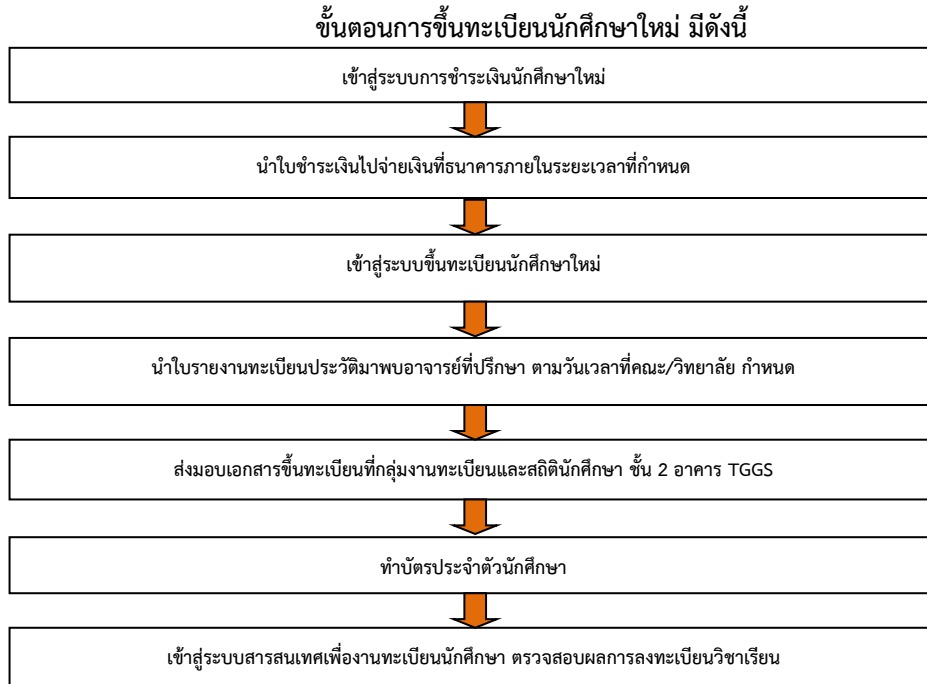 ขั้นตอนการขึ้นทะเบียนนักศึกษาใหม่ มีดังนี้
เข้าสู่ระบบการชำระเงินนักศึกษาใหม่
นำใบชำระเงินไปจ่ายเงินที่ธนาคารภายในระยะเวลาที่กำหนด
เข้าสู่ระบบขึ้นทะเบียนนักศึกษาใหม่
นำใบรายงานทะเบียนประวัติมาพบอาจารย์ที่ปรึกษา ตามวันเวลาที่คณะ/วิทยาลัย กำหนด
ส่งมอบเอกสารขึ้นทะเบียนที่กลุ่มงานทะเบียนและสถิตินักศึกษา ชั้น 2 อาคาร TGGS
ทำบัตรประจำตัวนักศึกษา
เข้าสู่ระบบสารสนเทศเพื่องานทะเบียนนักศึกษา ตรวจสอบผลการลงทะเบียนวิชาเรียน